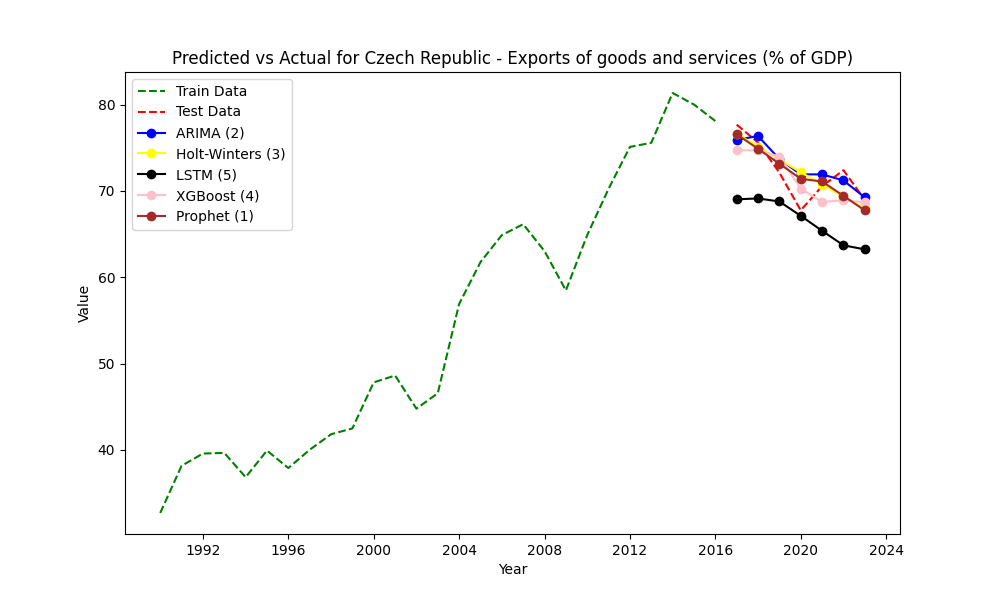 Predicted vs Actual for Czech Republic - Exports of goods and services (% of GDP)
Train Data
Test Data
ARIMA (2)
Holt-Winters (3)
LSTM (5)
XGBoost (4)
Prophet (1)
80
70
60
50
40
Value
1992 1996 2000 2004 2008 2012 2016 2020 2024
Year